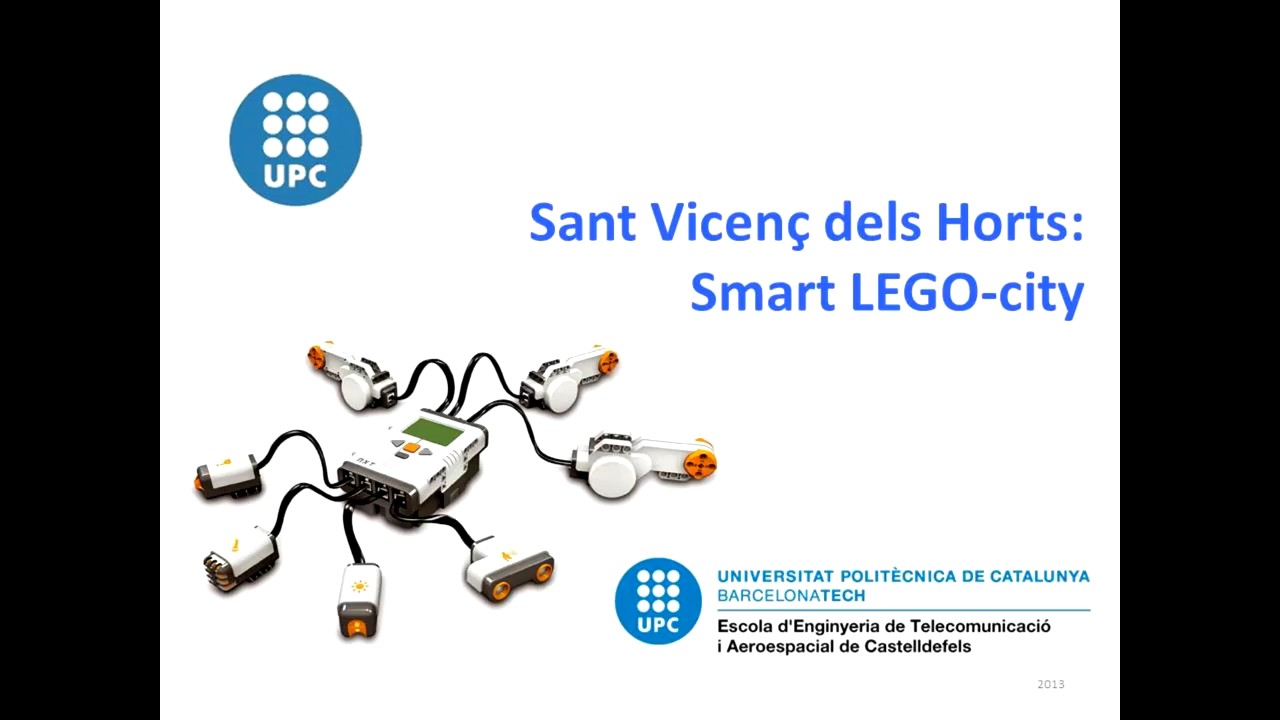 UPC
Sant Vicenç dels Horts:
Smart LEGO-city
NXT
UPC
UNIVERSITAT POLITÈCNICA DE CATALUNYA
BARCELONATECH
Escola d'Enginyeria de Telecomunicació
i Aeroespacial de Castelldefels
2013